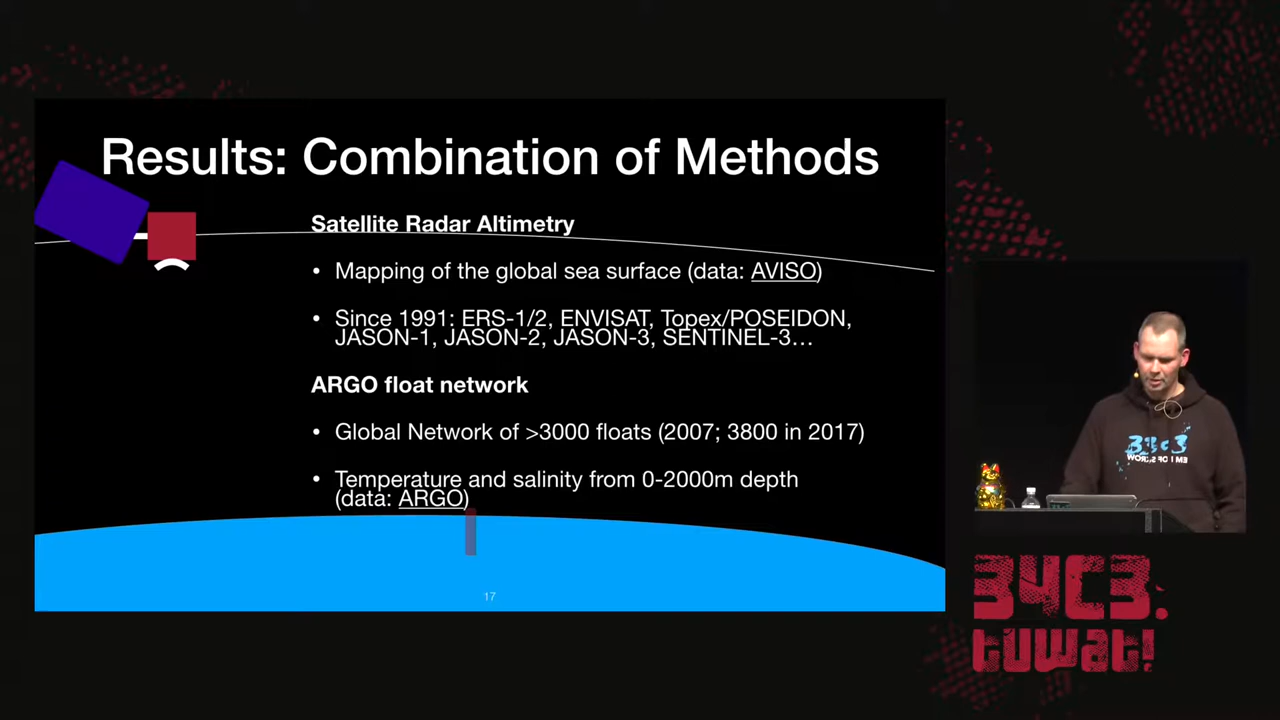 Results: Combination of Methods
Satellite Radar Altimetry
• Mapping of the global sea surface (data: AVISO)
• Since 1991: ERS-1/2, ENVISAT, Topex/POSEIDON,
JASON-1, JASON-2, JASON-3, SENTINEL-3…
ARGO float network
• Global Network of >3000 floats (2007; 3800 in 2017)
• Temperature and salinity from 0-2000m depth
(data: ARGO)
17
34C3.
tuwat!